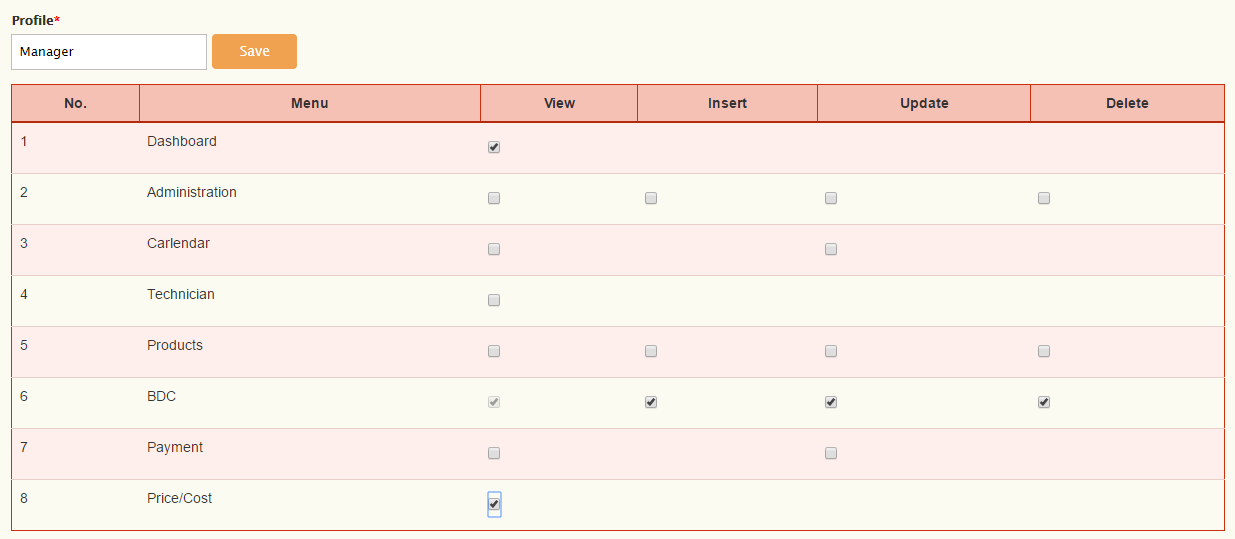 Profile*
Manager Save
No. Menu View Insert Update Delete
1 Dashboard
2 Administration
3 Carlendar
4 Technician
5 Products
6 BDC
7 Payment
8 Price/Cost